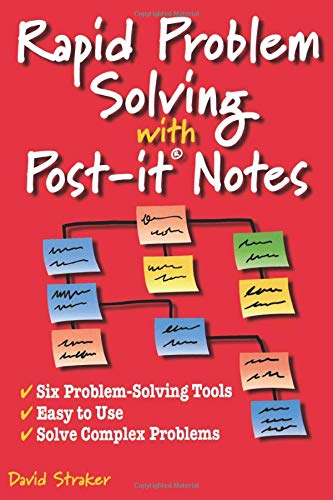 Rapid Problem
Solving
with
Post-it® Notes
✓ Six Problem-Solving Tools
✓ Easy to Use
✓ Solve Complex Problems
David Straker